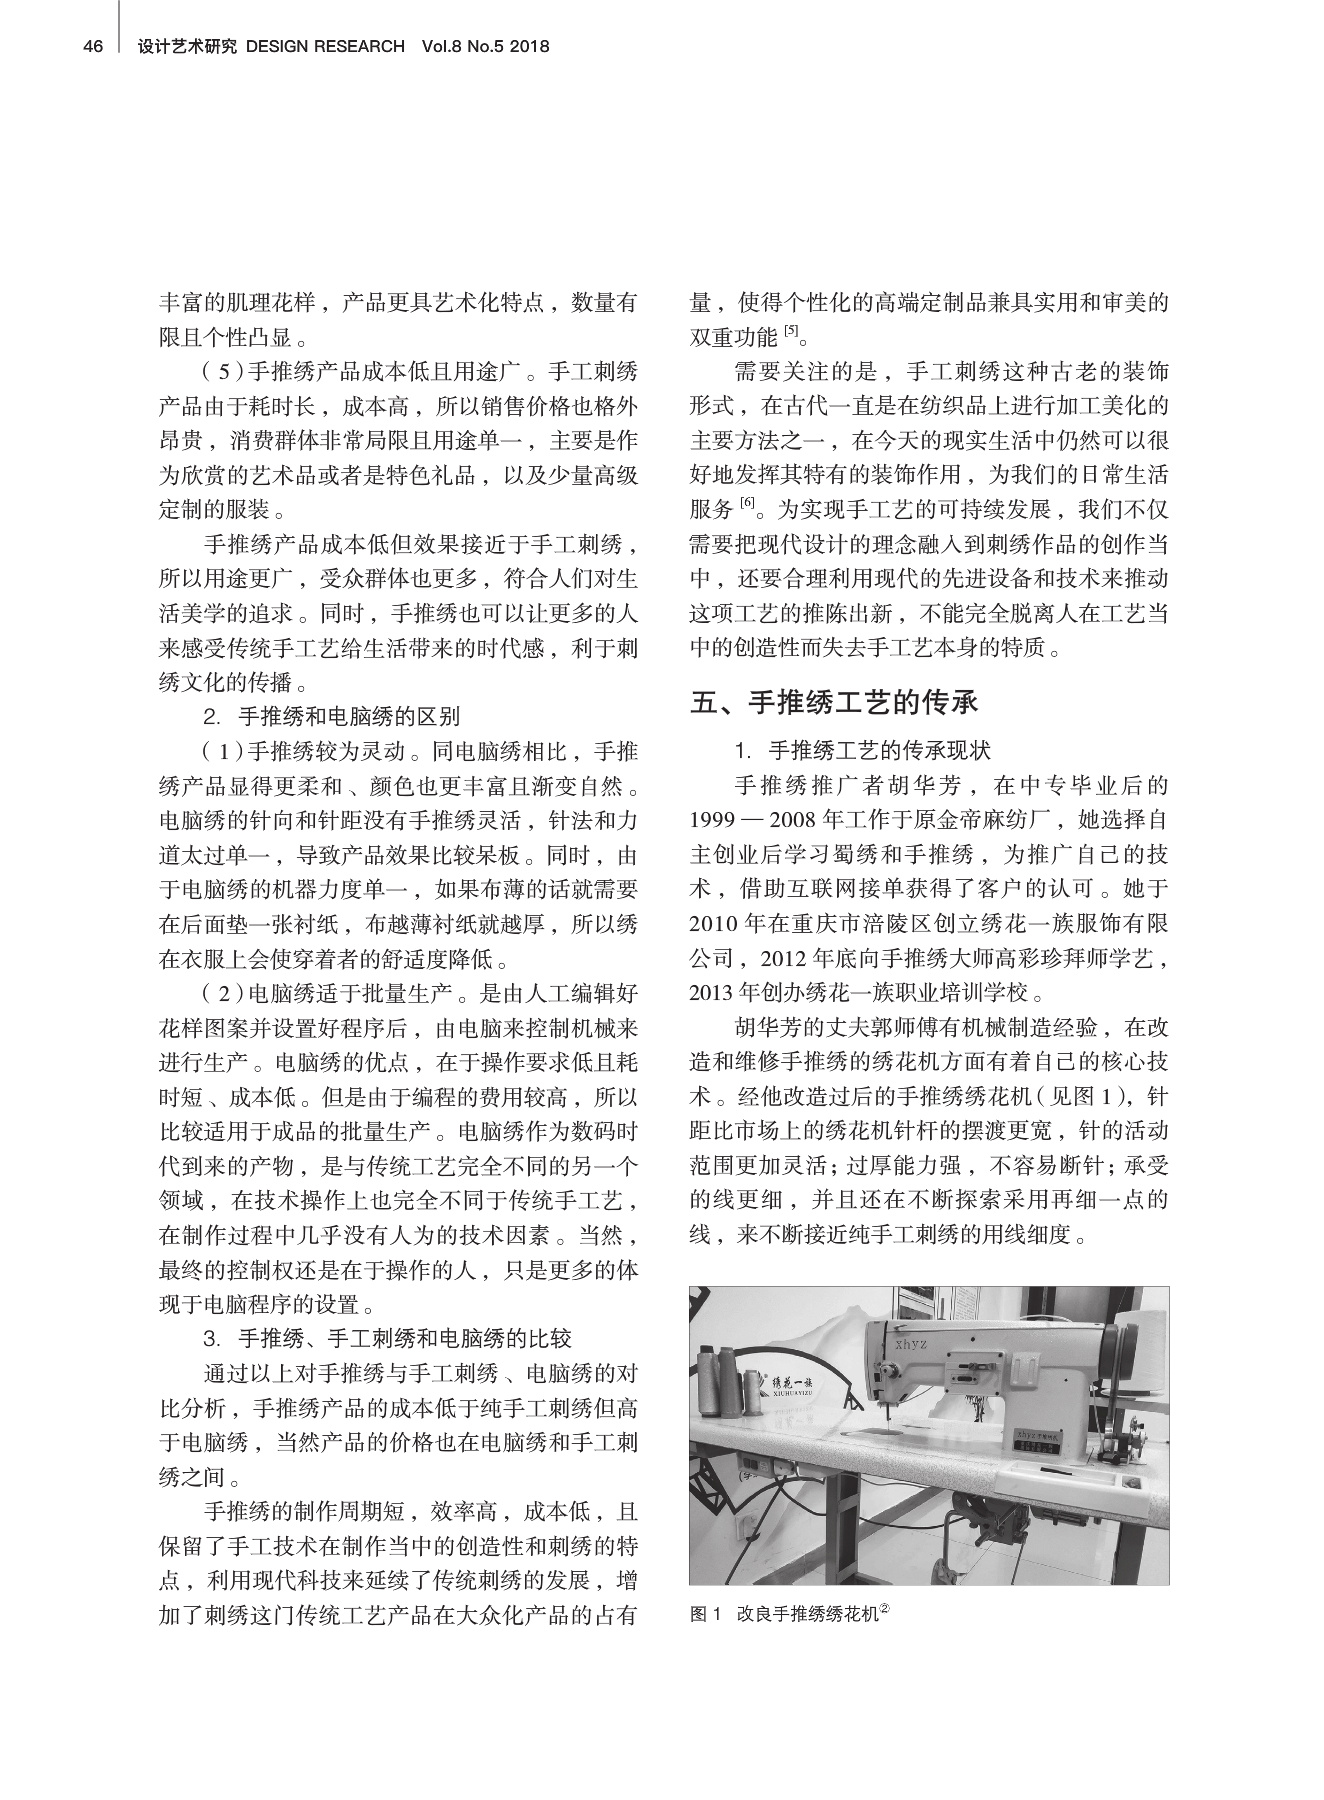 46 设计艺术研究 DESIGN RESEARCH Vol.8 No.5 2018
丰富的肌理花样，产品更具艺术化特点，数量有
限且个性凸显。
（5）手推绣产品成本低且用途广。手工刺绣
产品由于耗时长，成本高，所以销售价格也格外
昂贵，消费群体非常局限且用途单一，主要是作
为欣赏的艺术品或者是特色礼品，以及少量高级
定制的服装。
手推绣产品成本低但效果接近于手工刺绣，
所以用途更广，受众群体也更多，符合人们对生
活美学的追求。同时，手推绣也可以让更多的人
来感受传统手工艺给生活带来的时代感，利于刺
绣文化的传播。
2. 手推绣和电脑绣的区别
（1）手推绣较为灵动。同电脑绣相比，手推
绣产品显得更柔和、颜色也更丰富且渐变自然。
电脑绣的针向和针距没有手推绣灵活，针法和力
道太过单一，导致产品效果比较呆板。同时，由
于电脑绣的机器力度单一，如果布薄的话就需要
在后面垫一张衬纸，布越薄衬纸就越厚，所以绣
在衣服上会使穿着者的舒适度降低。
（2）电脑绣适于批量生产。是由人工编辑好
花样图案并设置好程序后，由电脑来控制机械来
进行生产。电脑绣的优点，在于操作要求低且耗
时短、成本低。但是由于编程的费用较高，所以
比较适用于成品的批量生产。电脑绣作为数码时
代到来的产物，是与传统工艺完全不同的另一个
领域，在技术操作上也完全不同于传统手工艺，
在制作过程中几乎没有人为的技术因素。当然，
最终的控制权还是在于操作的人，只是更多的体
现于电脑程序的设置。
3. 手推绣、手工刺绣和电脑绣的比较
通过以上对手推绣与手工刺绣、电脑绣的对
比分析，手推绣产品的成本低于纯手工刺绣但高
于电脑绣，当然产品的价格也在电脑绣和手工刺
绣之间。
手推绣的制作周期短，效率高，成本低，且
保留了手工技术在制作当中的创造性和刺绣的特
点，利用现代科技来延续了传统刺绣的发展，增
加了刺绣这门传统工艺产品在大众化产品的占有
量，使得个性化的高端定制品兼具实用和审美的
双重功能[5]。
需要关注的是，手工刺绣这种古老的装饰
形式，在古代一直是在纺织品上进行加工美化的
主要方法之一，在今天的现实生活中仍然可以很
好地发挥其特有的装饰作用，为我们的日常生活
服务[6]。为实现手工艺的可持续发展，我们不仅
需要把现代设计的理念融入到刺绣作品的创作当
中，还要合理利用现代的先进设备和技术来推动
这项工艺的推陈出新，不能完全脱离人在工艺当
中的创造性而失去手工艺本身的特质。
五、手推绣工艺的传承
1. 手推绣工艺的传承现状
手推绣推广者胡华芳，在中专毕业后的
1999 — 2008 年工作于原金帝麻纺厂，她选择自
主创业后学习蜀绣和手推绣，为推广自己的技
术，借助互联网接单获得了客户的认可。她于
2010 年在重庆市涪陵区创立绣花一族服饰有限
公司，2012 年底向手推绣大师高彩珍拜师学艺，
2013 年创办绣花一族职业培训学校。
胡华芳的丈夫郭师傅有机械制造经验，在改
造和维修手推绣的绣花机方面有着自己的核心技
术。经他改造过后的手推绣绣花机（见图 1），针
距比市场上的绣花机针杆的摆渡更宽，针的活动
范围更加灵活；过厚能力强，不容易断针；承受
的线更细，并且还在不断探索采用再细一点的
线，来不断接近纯手工刺绣的用线细度。
xhyz
绣花一族
XIUHUAYIZU
图 1 改良手推绣绣花机②